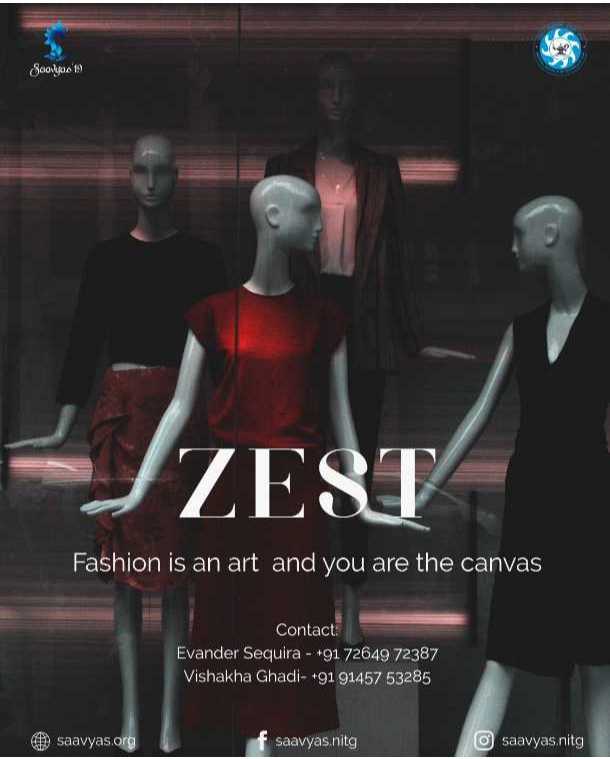 Saavyas'19
ZEST
Fashion is an art and you are the canvas
Contact:
Evander Sequira - +91 72649 72387
Vishakha Ghadi- +91 91457 53285
saavyas.org
saavyas.nitg
saavyas.nitg